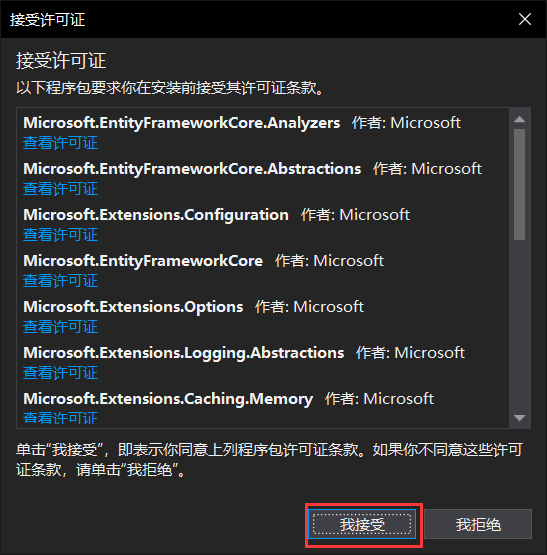 接受许可证
接受许可证
以下程序包要求你在安装前接受其许可证条款。
Microsoft.EntityFrameworkCore.Analyzers 作者: Microsoft
查看许可证
Microsoft.EntityFrameworkCore.Abstractions 作者: Microsoft
查看许可证
Microsoft.Extensions.Configuration 作者: Microsoft
查看许可证
Microsoft.EntityFrameworkCore 作者: Microsoft
查看许可证
Microsoft.Extensions.Options 作者: Microsoft
查看许可证
Microsoft.Extensions.Logging.Abstractions 作者: Microsoft
查看许可证
Microsoft.Extensions.Caching.Memory 作者: Microsoft
查看许可证
单击“我接受”，即表示你同意上列程序包许可证条款。如果你不同意这些许可
证条款，请单击“我拒绝”。
我接受 我拒绝